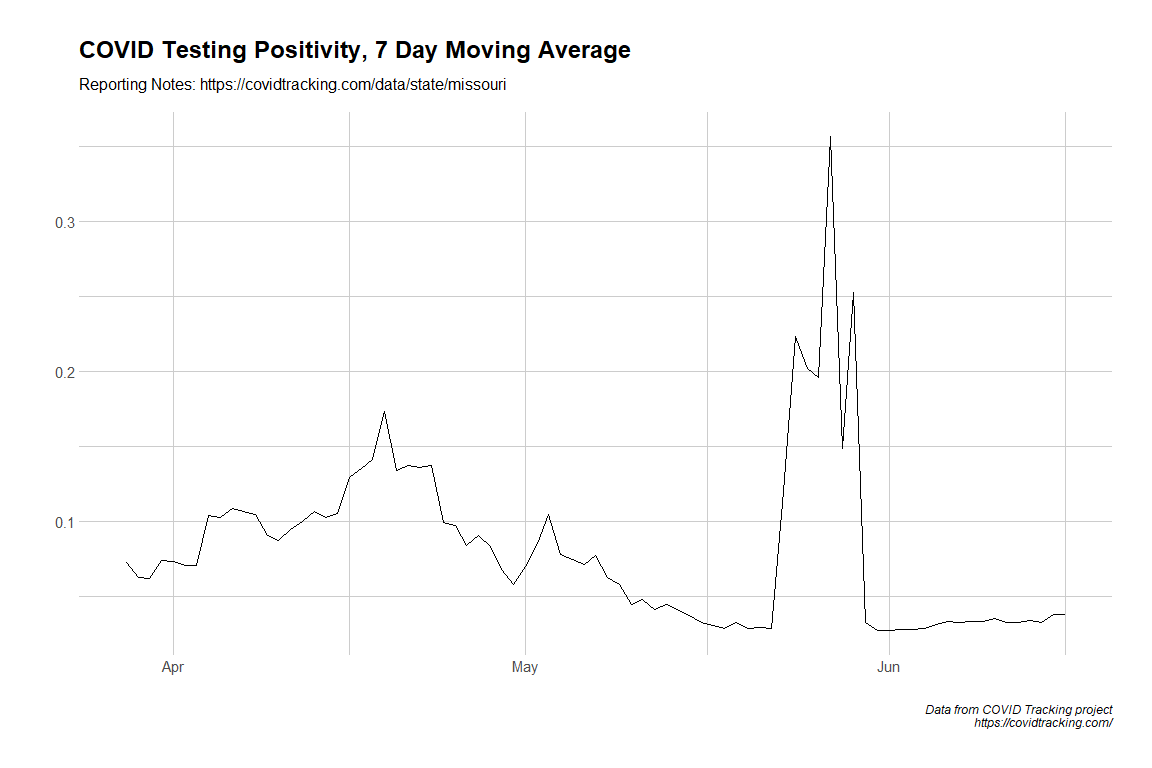 COVID Testing Positivity, 7 Day Moving Average
Reporting Notes: https://covidtracking.com/data/state/missouri
0.3
0.2
0.1
Apr
May
Jun
Data from COVID Tracking project
https://covidtracking.com/